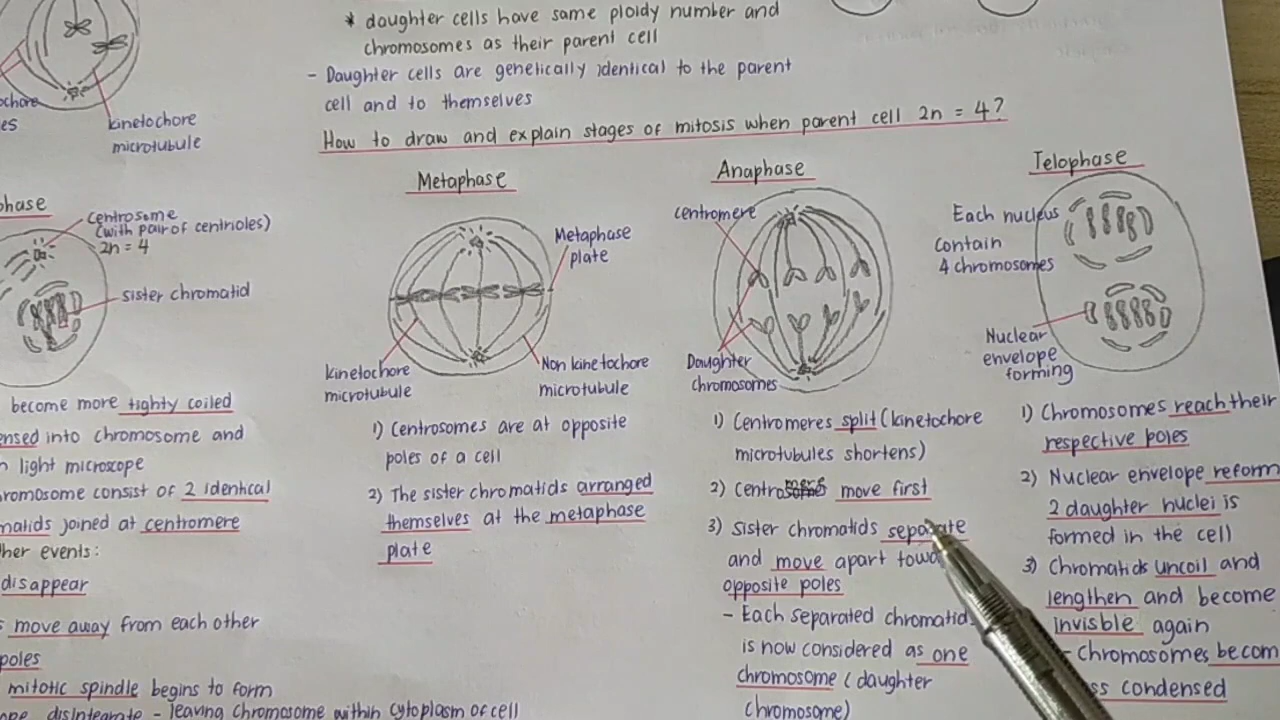 * daughter cells have same ploidy number and
chromosomes as their parent cell
- Daughter cells are genetically identical to the parent
cell and to themselves
kinetochore
microtubule
How to draw and explain stages of mitosis when parent cell 2n = 4?
centrosome
(with pair of centrioles)
2n = 4
sister chromatid
become more tightly coiled
into chromosome and
light microscope
consist of 2 identical
joined at centromere
events:
disappear
move away from each other
poles
mitotic spindle begins to form
disintegrate - leaving chromosome within cytoplasm of cell
Metaphase
Metaphase
plate
kinetochore
microtubule
Non kinetochore
microtubule
1) Centrosomes are at opposite
poles of a cell
2) The sister chromatids arranged
themselves at the metaphase
plate
Anaphase
centromere
Daughter
chromosomes
1) Centromeres split (kinetochore
microtubules shortens)
2) Centromers move first
3) Sister chromatids separate
and move apart
opposite poles
- Each separated chromatid
is now considered as one
chromosome (daughter
chromosome)
Telophase
Each nucleus
contain
4 chromosomes
Nuclear
envelope
forming
1) Chromosomes reach their
respective poles
2) Nuclear envelope reform
2 daughter nuclei is
formed in the cell
3) Chromatids uncoil and
lengthen and become
invisble again
- Chromosomes
condensed